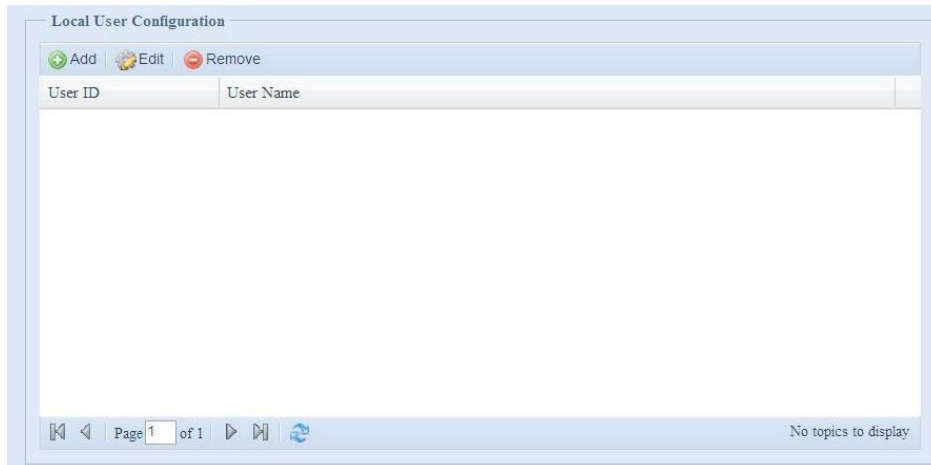 Local User Configuration
Add Edit Remove
User ID User Name
Page 1 of 1 No topics to display